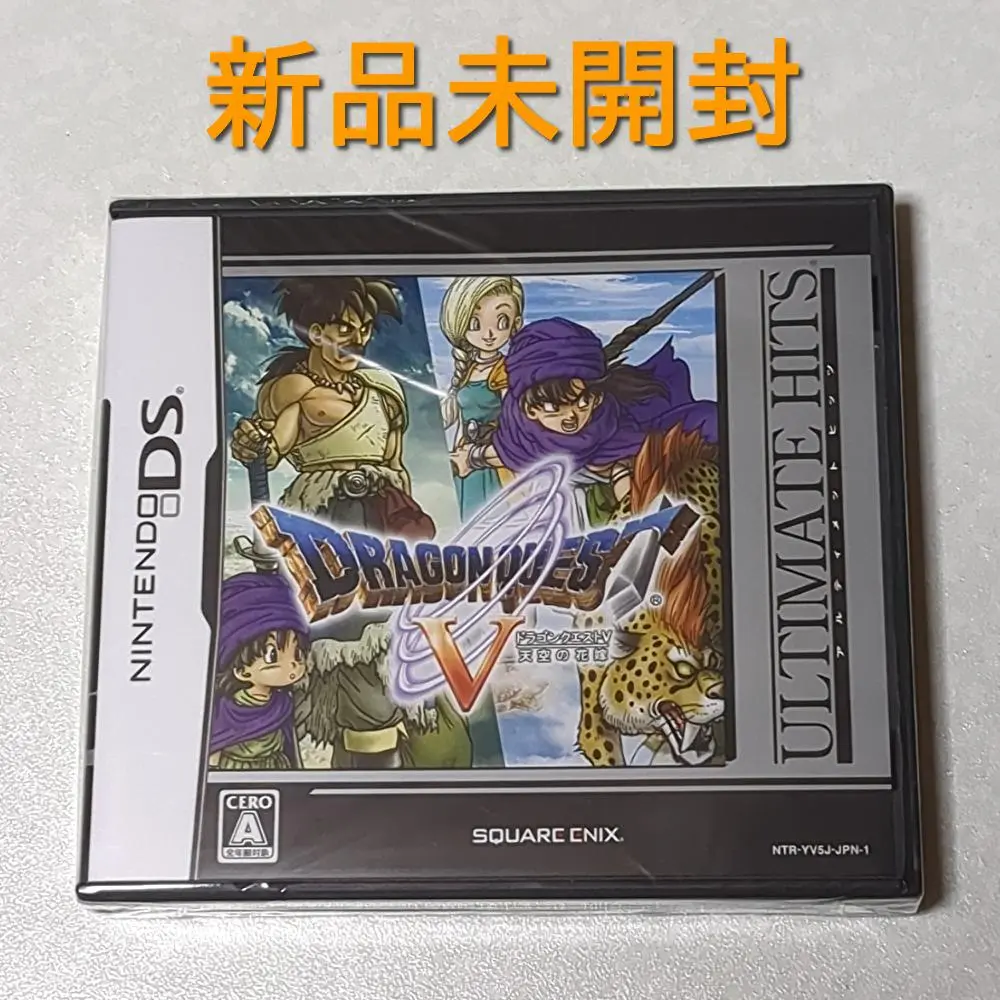 新品未開封
NINTENDO DS®
ULTIMATE HITS®
アルティメットヒッツ
DRAGON QUEST®
V
ドラゴンクエストV
天空の花嫁
CERO
A
全年齢対象
SQUARE ENIX®
NTR-YV5J-JPN-1